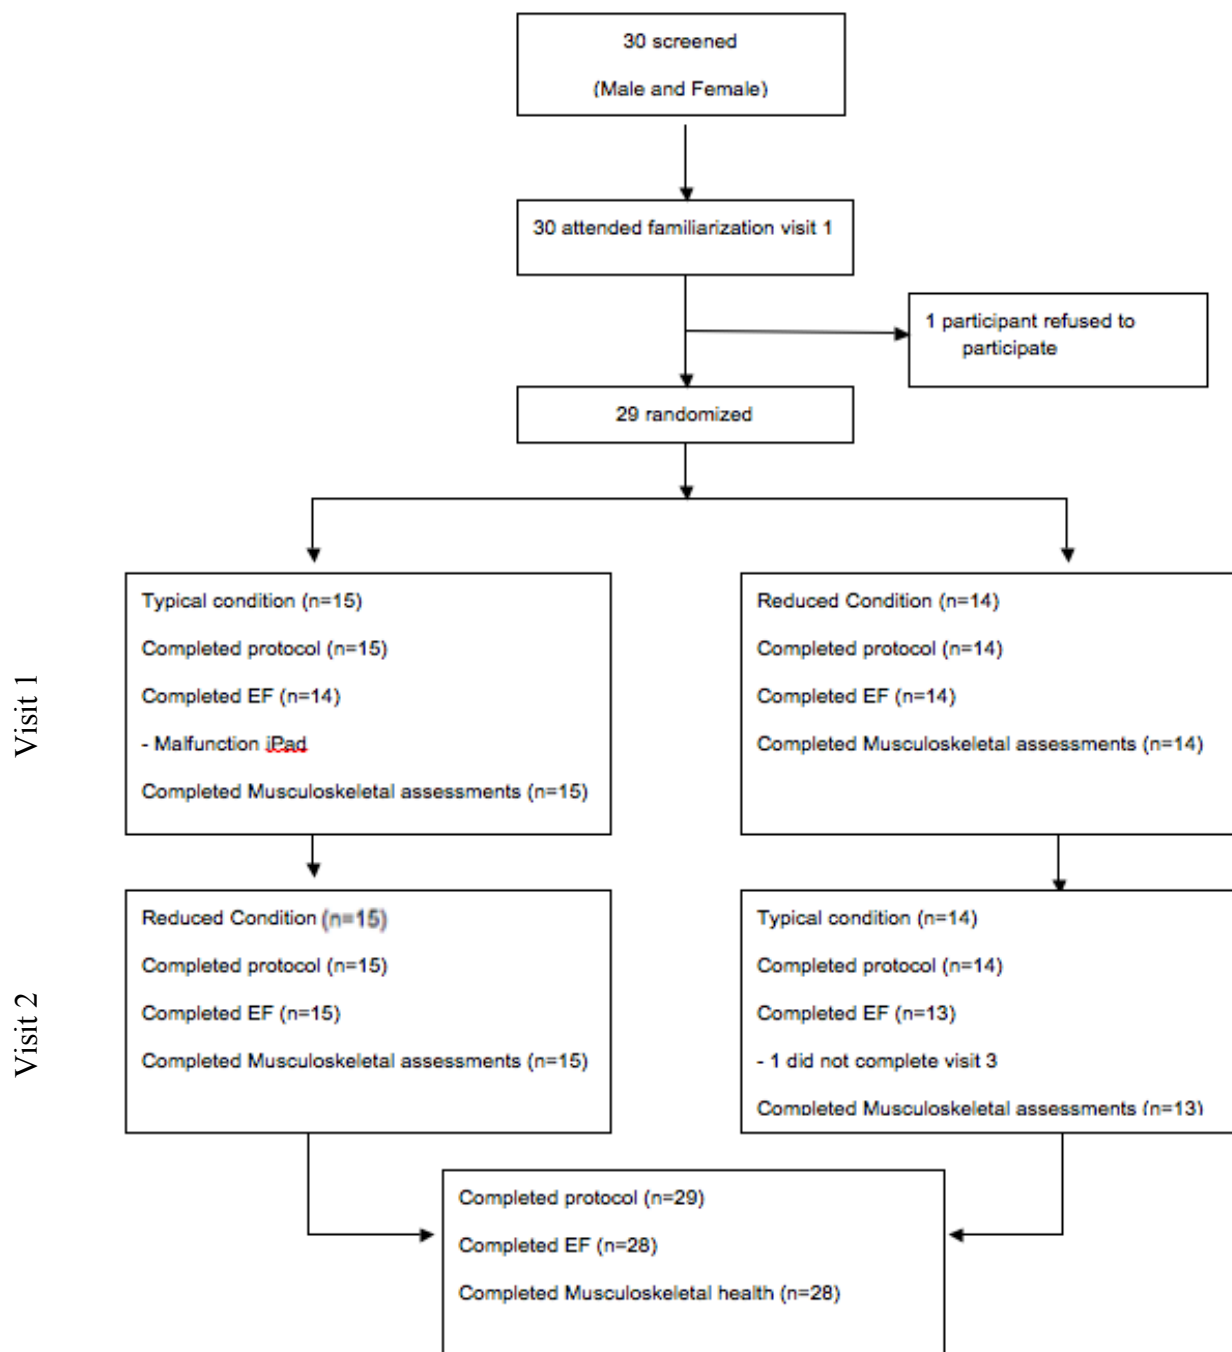 30 screened
(Male and Female)
30 attended familiarization visit 1
1 participant refused to
participate
29 randomized
Visit 1
Typical condition (n=15)
Completed protocol (n=15)
Completed EF (n=14)
- Malfunction iPad
Completed Musculoskeletal assessments (n=15)
Reduced Condition (n=14)
Completed protocol (n=14)
Completed EF (n=14)
Completed Musculoskeletal assessments (n=14)
Visit 2
Reduced Condition (n=15)
Completed protocol (n=15)
Completed EF (n=15)
Completed Musculoskeletal assessments (n=15)
Typical condition (n=14)
Completed protocol (n=14)
Completed EF (n=13)
- 1 did not complete visit 3
Completed Musculoskeletal assessments (n=13)
Completed protocol (n=29)
Completed EF (n=28)
Completed Musculoskeletal health (n=28)